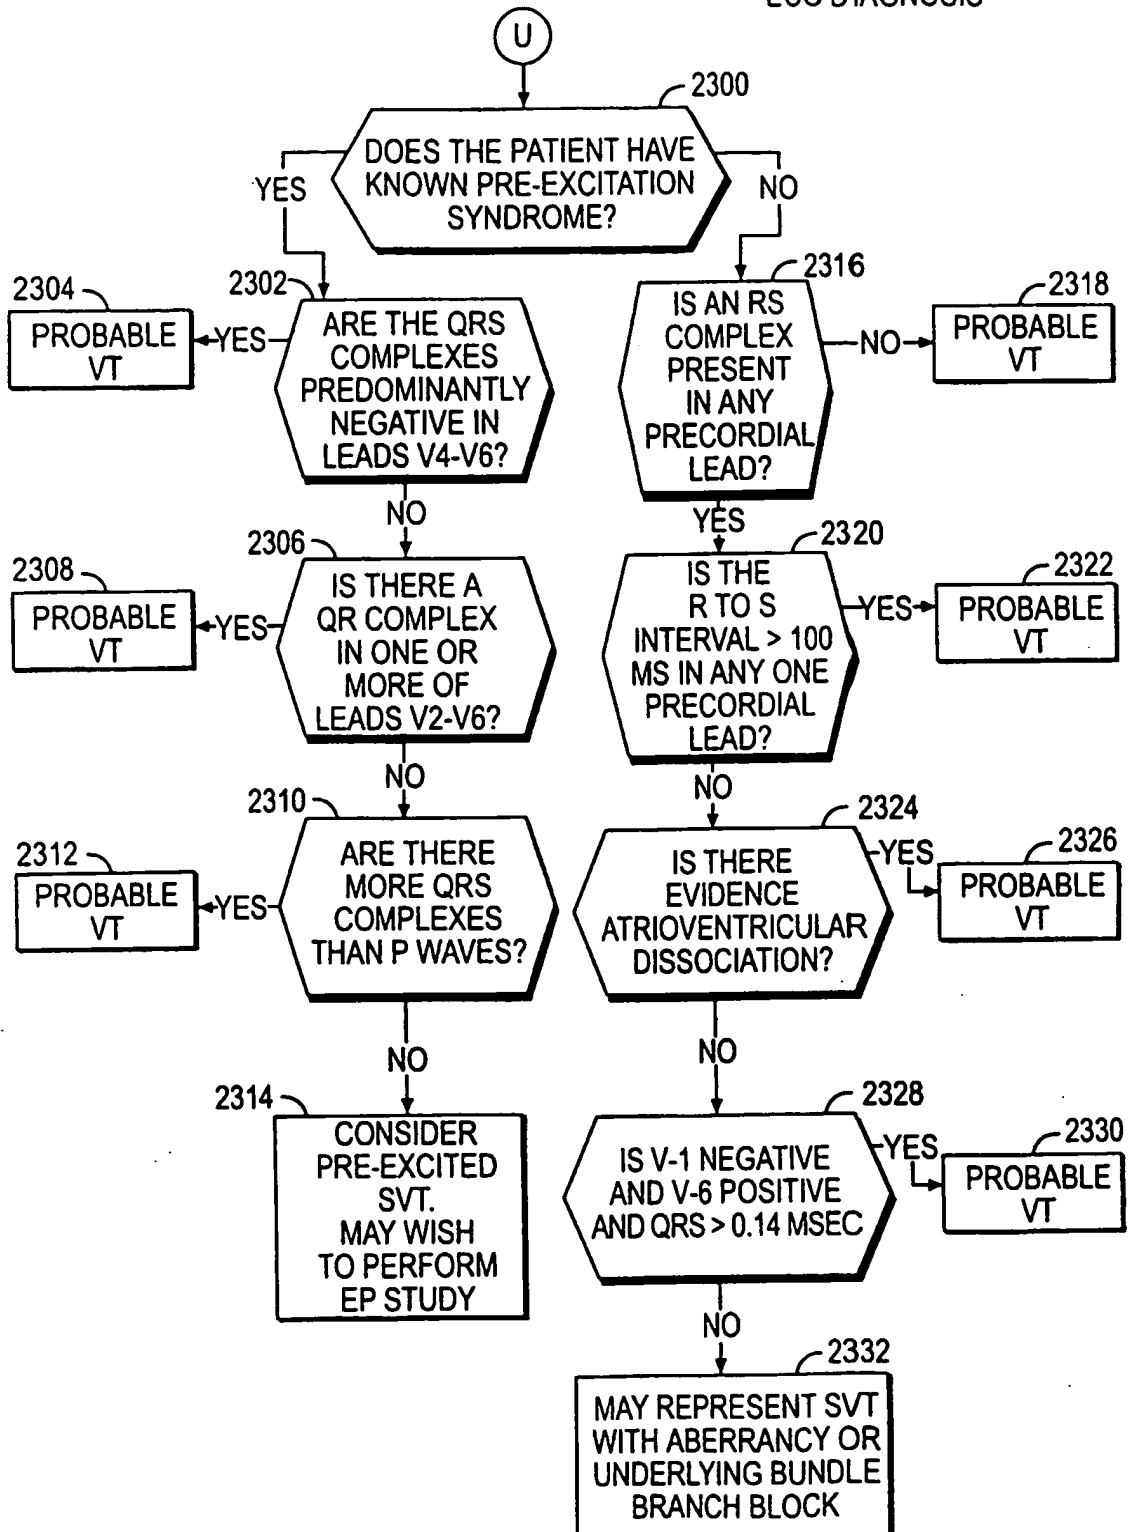 ECG DIAGNOSIS
U
2300
DOES THE PATIENT HAVE
KNOWN PRE-EXCITATION
SYNDROME?
YES
NO
2302
ARE THE QRS
COMPLEXES
PREDOMINANTLY
NEGATIVE IN
LEADS V4-V6?
YES
2304
PROBABLE
VT
NO
2306
IS THERE A
QR COMPLEX
IN ONE OR
MORE OF
LEADS V2-V6?
YES
2308
PROBABLE
VT
NO
2310
ARE THERE
MORE QRS
COMPLEXES
THAN P WAVES?
YES
2312
PROBABLE
VT
NO
2314
CONSIDER
PRE-EXCITED
SVT.
MAY WISH
TO PERFORM
EP STUDY
2316
IS AN RS
COMPLEX
PRESENT
IN ANY
PRECORDIAL
LEAD?
NO
2318
PROBABLE
VT
YES
2320
IS THE
R TO S
INTERVAL > 100
MS IN ANY ONE
PRECORDIAL
LEAD?
YES
2322
PROBABLE
VT
NO
2324
IS THERE
EVIDENCE
ATRIOVENTRICULAR
DISSOCIATION?
YES
2326
PROBABLE
VT
NO
2328
IS V-1 NEGATIVE
AND V-6 POSITIVE
AND QRS > 0.14 MSEC
YES
2330
PROBABLE
VT
NO
2332
MAY REPRESENT SVT
WITH ABERRANCY OR
UNDERLYING BUNDLE
BRANCH BLOCK